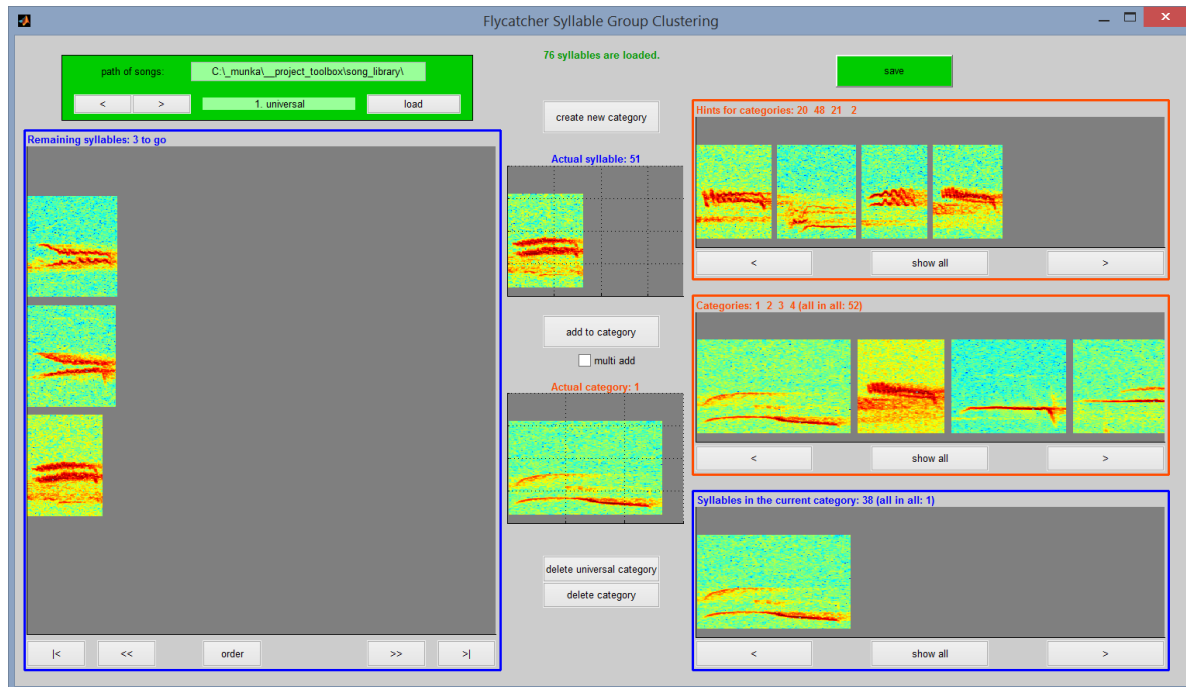 Flycatcher Syllable Group Clustering
76 syllables are loaded.
path of songs:
C:\_munka\__project_toolbox\song_library\
<
>
1. universal
load
save
create new category
Remaining syllables: 3 to go
|<
<<
order
>>
>|
Actual syllable: 51
add to category
multi add
Actual category: 1
delete universal category
delete category
Hints for categories: 20 48 21 2
<
show all
>
Categories: 1 2 3 4 (all in all: 52)
<
show all
>
Syllables in the current category: 38 (all in all: 1)
<
show all
>